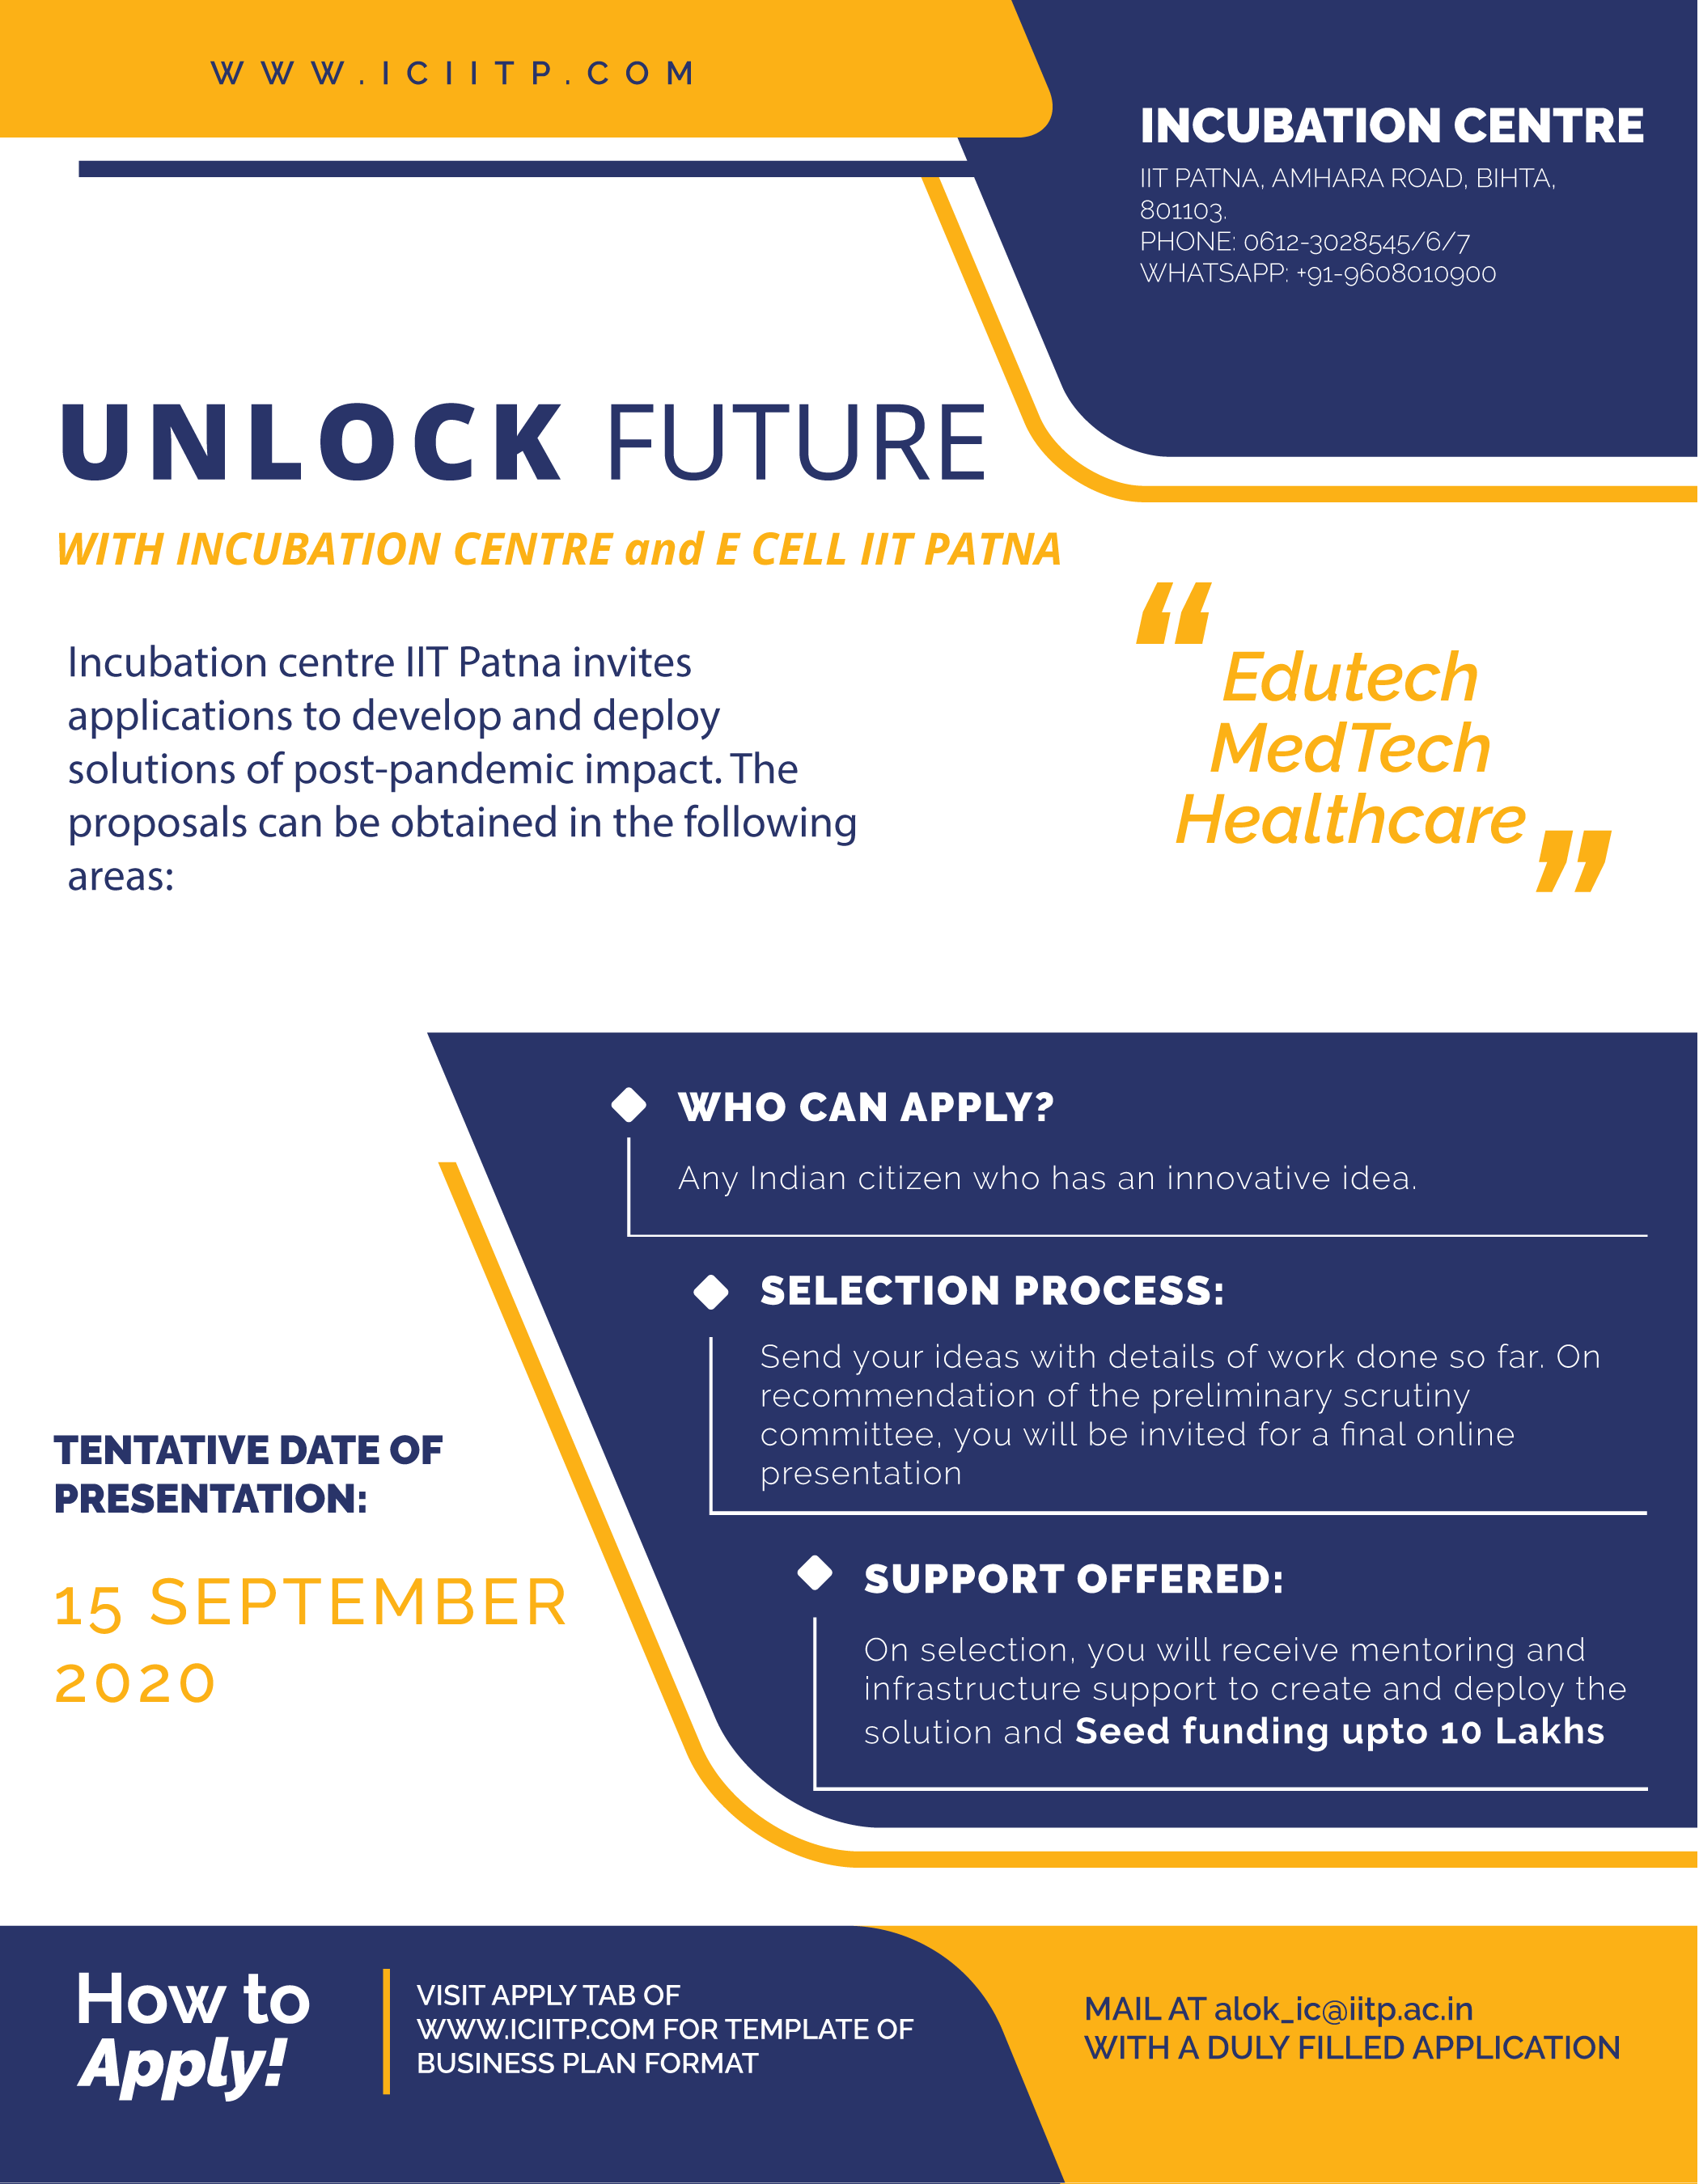 WWW.ICIITP.COM
INCUBATION CENTRE
IIT PATNA, AMHARA ROAD, BIHTA,
801103.
PHONE: 0612-3028545/6/7
WHATSAPP: +91-9608010900
UNLOCK FUTURE
WITH INCUBATION CENTRE and E CELL IIT PATNA
Incubation centre IIT Patna invites
applications to develop and deploy
solutions of post-pandemic impact. The
proposals can be obtained in the following
areas:
“
Edutech
MedTech
Healthcare
”
WHO CAN APPLY?
Any Indian citizen who has an innovative idea.
SELECTION PROCESS:
Send your ideas with details of work done so far. On
recommendation of the preliminary scrutiny
committee, you will be invited for a final online
presentation
SUPPORT OFFERED:
On selection, you will receive mentoring and
infrastructure support to create and deploy the
solution and Seed funding upto 10 Lakhs
TENTATIVE DATE OF
PRESENTATION:
15 SEPTEMBER
2020
How to
Apply!
VISIT APPLY TAB OF
WWW.ICIITP.COM FOR TEMPLATE OF
BUSINESS PLAN FORMAT
MAIL AT alok_ic@iitp.ac.in
WITH A DULY FILLED APPLICATION